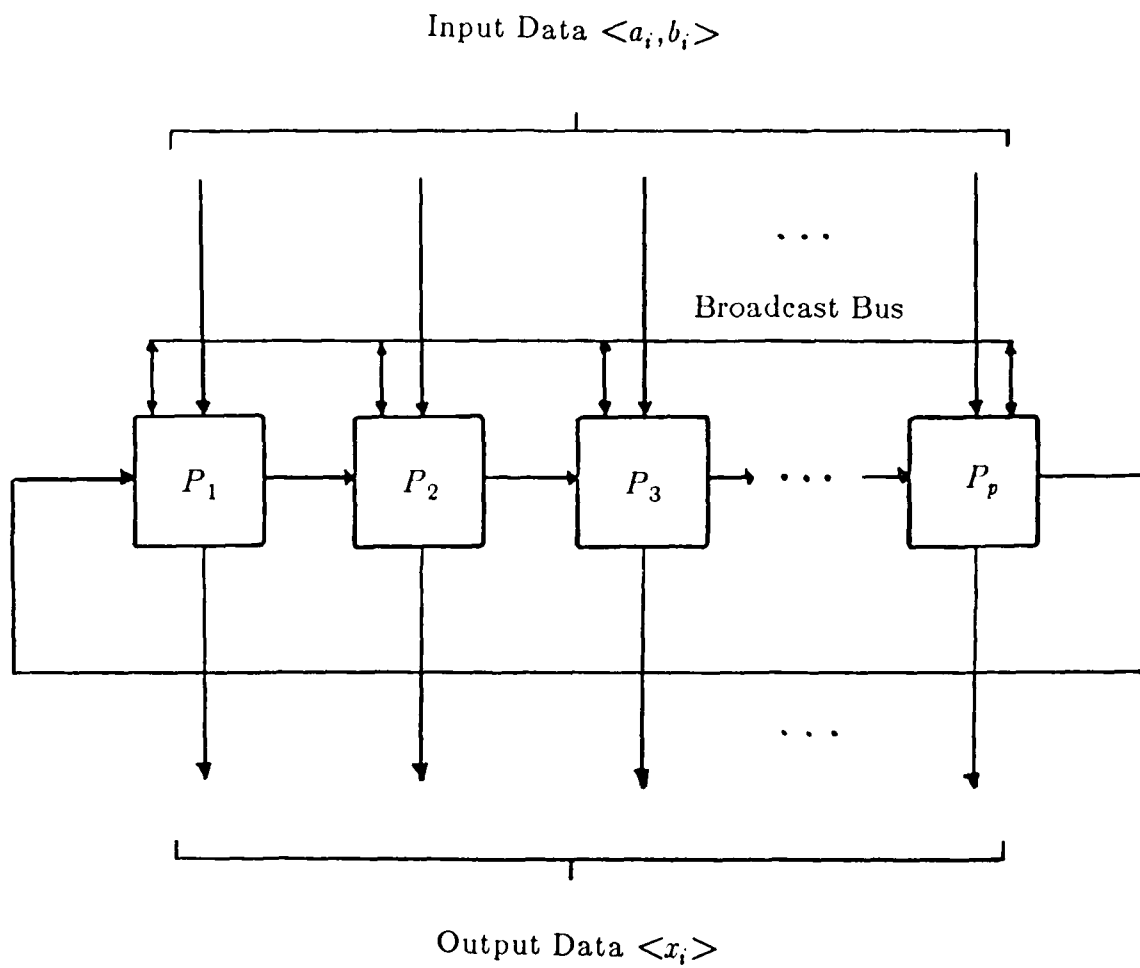 Input Data <a_i, b_i>
. . .
Broadcast Bus
P_1 P_2 P_3 . . . P_p
. . .
Output Data <x_i>